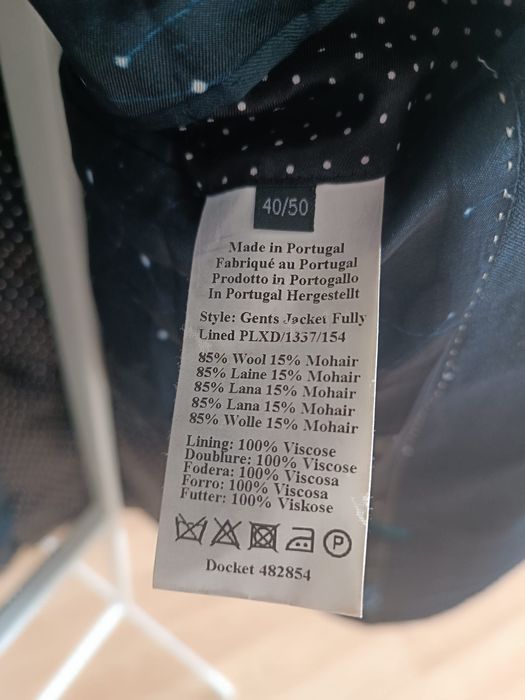 40/50
Made in Portugal
Fabriqué au Portugal
Prodotto in Portogallo
In Portugal Hergestellt
Style: Gents Jacket Fully
Lined PLXD/1337/154
85% Wool 15% Mohair
85% Laine 15% Mohair
85% Lana 15% Mohair
85% Lana 15% Mohair
85% Wolle 15% Mohair
Lining: 100% Viscose
Doublure: 100% Viscose
Fodera: 100% Viscosa
Forro: 100% Viscosa
Futter: 100% Viskose
P
Docket 482854